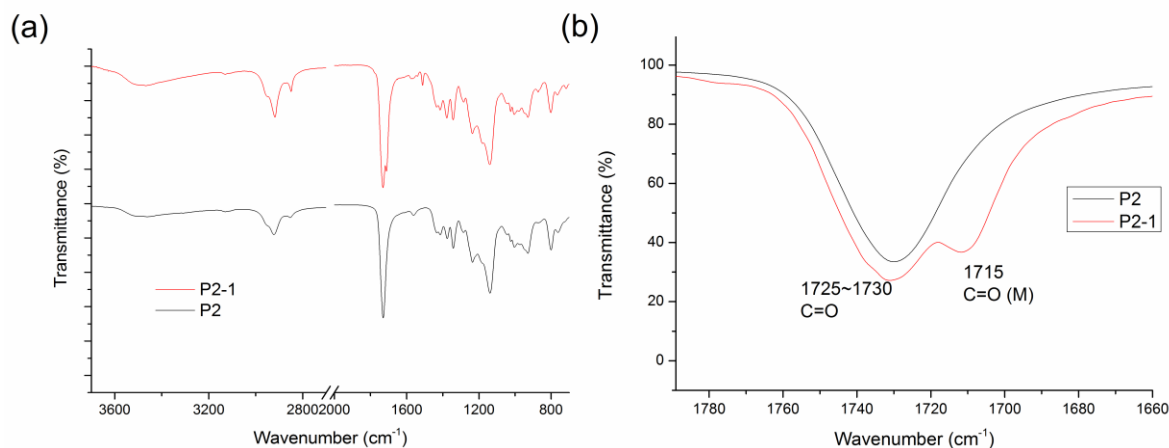 (a)
Transmittance (%)
P2-1
P2
3600
3200
2800
2000
1600
1200
800
Wavenumber (cm⁻¹)
(b)
Transmittance (%)
100
80
60
40
20
0
P2
P2-1
1725~1730
C=O
1715
C=O (M)
1780
1760
1740
1720
1700
1680
1660
Wavenumber (cm⁻¹)